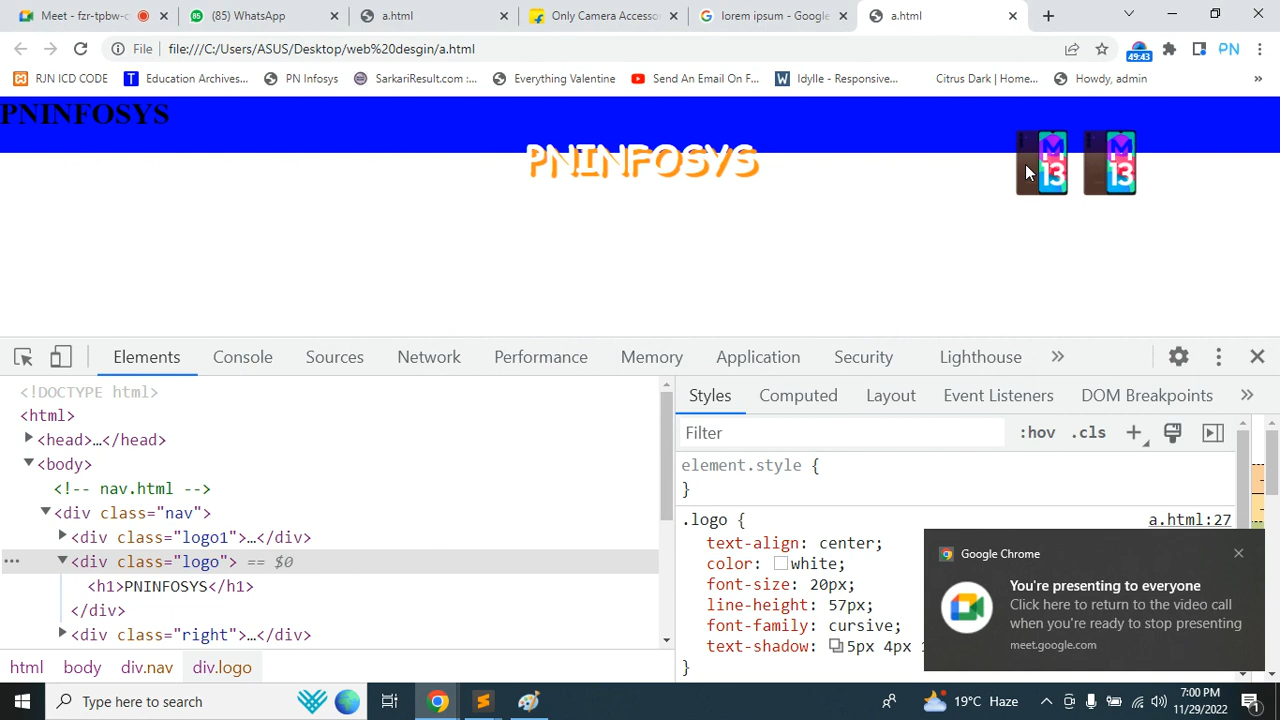 Meet - fzr-tpbw-c
(85) WhatsApp
a.html
Only Camera Accesso
lorem ipsum - Google
a.html
File
file:///C:/Users/ASUS/Desktop/web%20desgin/a.html
49:43
PN
RJN ICD CODE
Education Archives...
PN Infosys
SarkariResult.com :...
Everything Valentine
Send An Email On F...
Idylle - Responsive...
Citrus Dark | Home...
Howdy, admin
»
PNINFOSYS
PNINFOSYS
M
13
M
13
Elements
Console
Sources
Network
Performance
Memory
Application
Security
Lighthouse
»
<!DOCTYPE html>
<html>
<head>…</head>
<body>
<!-- nav.html -->
<div class="nav">
<div class="logo1">…</div>
<div class="logo"> == $0
<h1>PNINFOSYS</h1>
</div>
<div class="right">…</div>
html
body
div.nav
div.logo
Styles
Computed
Layout
Event Listeners
DOM Breakpoints
»
Filter
:hov
.cls
element.style {
}
.logo {
a.html:27
text-align: center;
color: white;
font-size: 20px;
line-height: 57px;
font-family: cursive;
text-shadow: 5px 4px
}
Google Chrome
You're presenting to everyone
Click here to return to the video call
when you're ready to stop presenting
meet.google.com
Type here to search
19°C Haze
7:00 PM
11/29/2022
1